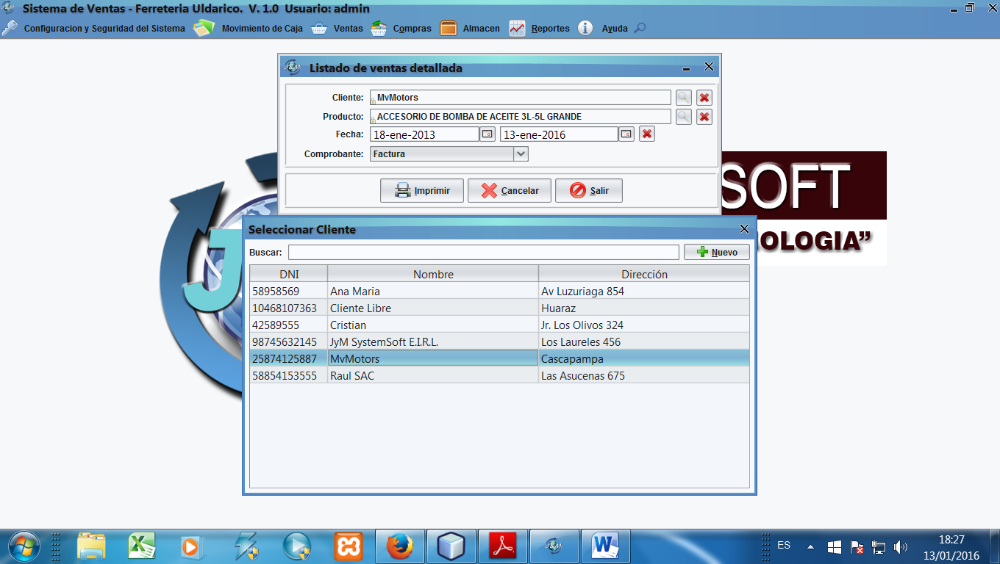 Sistema de Ventas - Ferreteria Uldarico. V. 1.0 Usuario: admin
Configuracion y Seguridad del Sistema Movimiento de Caja Ventas Compras Almacen Reportes Ayuda
Listado de ventas detallada
Cliente: MvMotors
Producto: ACCESORIO DE BOMBA DE ACEITE 3L-5L GRANDE
Fecha: 18-ene-2013 13-ene-2016
Comprobante: Factura
Imprimir Cancelar Salir
SOFT
OLOGIA”
J
Seleccionar Cliente
Buscar: Nuevo
DNI Nombre Dirección
58958569 Ana Maria Av Luzuriaga 854
10468107363 Cliente Libre Huaraz
42589555 Cristian Jr. Los Olivos 324
98745632145 JyM SystemSoft E.I.R.L. Los Laureles 456
25874125887 MvMotors Cascapampa
58854153555 Raul SAC Las Asucenas 675
ES 18:27
13/01/2016